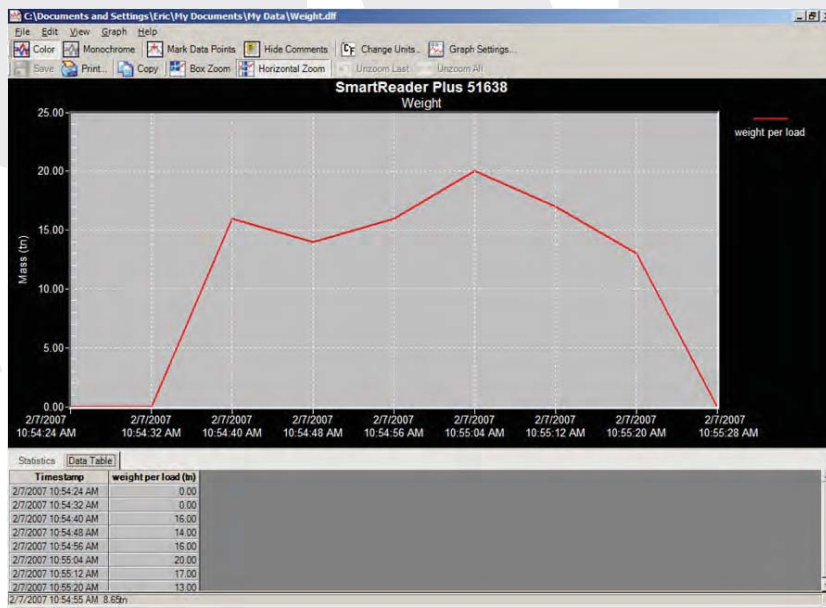 C:\Documents and Settings\Eric\My Documents\My Data\Weight.dlf
File Edit View Graph Help
Color Monochrome Mark Data Points Hide Comments C F Change Units.. Graph Settings...
Save Print... Copy Box Zoom Horizontal Zoom Unzoom Last Unzoom All
SmartReader Plus 51638
Weight
weight per load
Mass (tn)
25.00
20.00
15.00
10.00
5.00
0.00
2/7/2007 2/7/2007 2/7/2007 2/7/2007 2/7/2007 2/7/2007 2/7/2007 2/7/2007 2/7/2007
10:54:24 AM 10:54:32 AM 10:54:40 AM 10:54:48 AM 10:54:56 AM 10:55:04 AM 10:55:12 AM 10:55:20 AM 10:55:28 AM
Statistics Data Table
Timestamp weight per load (tn)
2/7/2007 10:54:24 AM 0.00
2/7/2007 10:54:32 AM 0.00
2/7/2007 10:54:40 AM 16.00
2/7/2007 10:54:48 AM 14.00
2/7/2007 10:54:56 AM 16.00
2/7/2007 10:55:04 AM 20.00
2/7/2007 10:55:12 AM 17.00
2/7/2007 10:55:20 AM 13.00
2/7/2007 10:54:55 AM 8.65tn